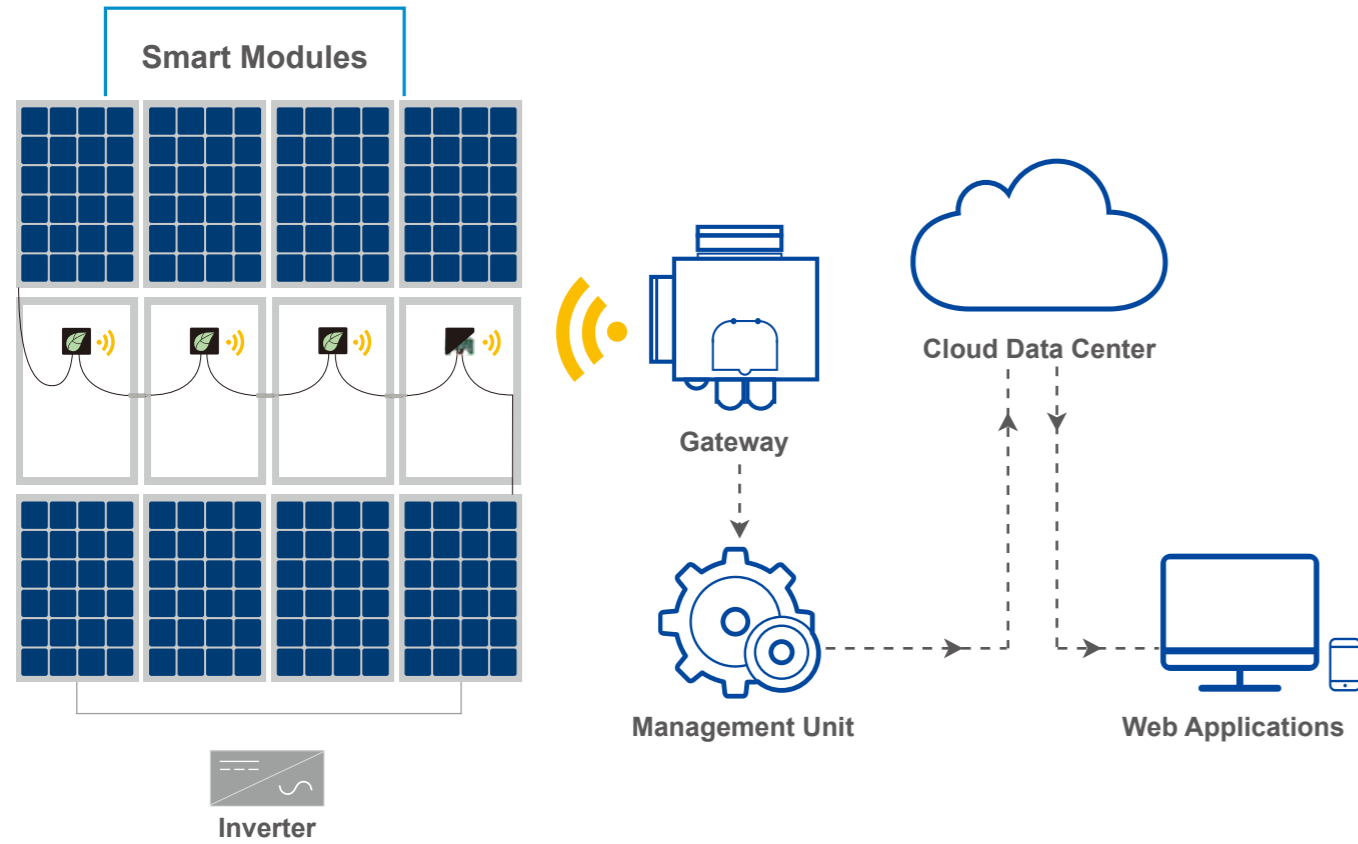 Smart Modules
Cloud Data Center
Gateway
Management Unit
Web Applications
Inverter